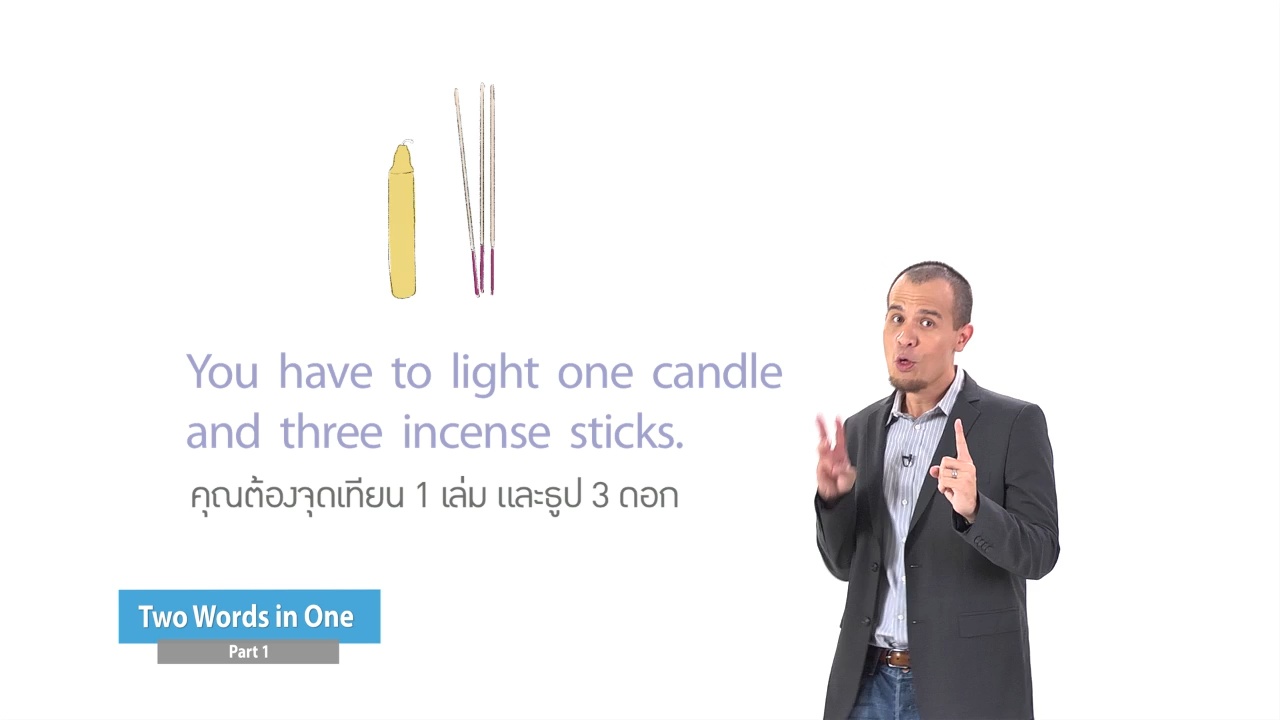 You have to light one candle
and three incense sticks.
คุณต้องจุดเทียน 1 เล่ม และธูป 3 ดอก
Two Words in One
Part 1